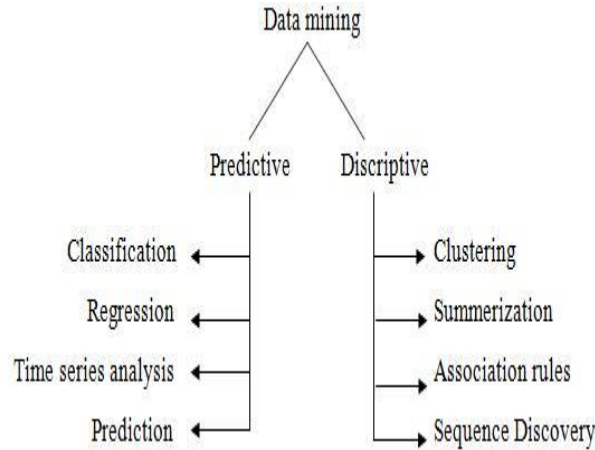 Data mining
Predictive
Discriptive
Classification
Regression
Time series analysis
Prediction
Clustering
Summerization
Association rules
Sequence Discovery